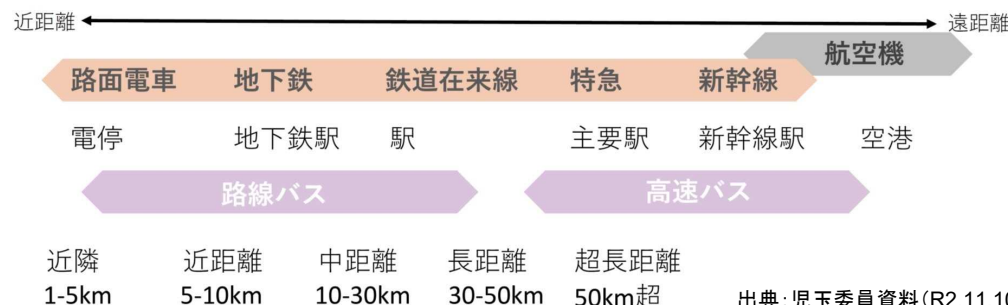 近距離 遠距離
航空機
路面電車 地下鉄 鉄道在来線 特急 新幹線
電停 地下鉄駅 駅 主要駅 新幹線駅 空港
路線バス 高速バス
近隣 近距離 中距離 長距離 超長距離
1-5km 5-10km 10-30km 30-50km 50km超
出典：児玉委員資料（R2.11.10